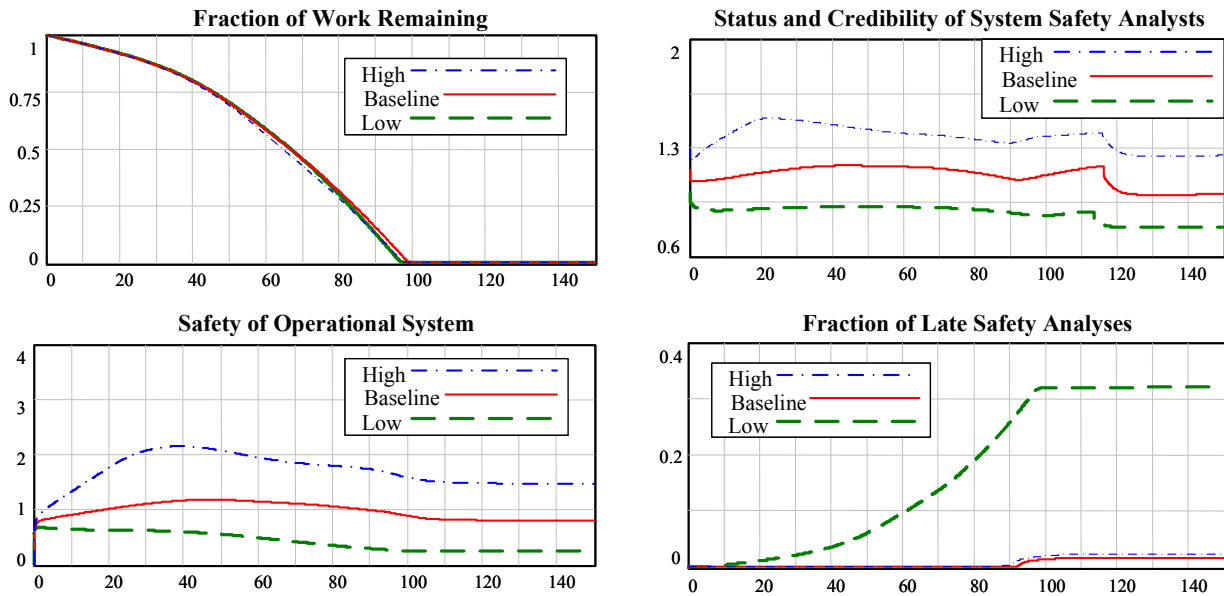 Fraction of Work Remaining
1
0.75
0.5
0.25
0
High
Baseline
Low
0 20 40 60 80 100 120 140
Status and Credibility of System Safety Analysts
2
1.3
0.6
High
Baseline
Low
0 20 40 60 80 100 120 140
Safety of Operational System
4
3
2
1
0
High
Baseline
Low
0 20 40 60 80 100 120 140
Fraction of Late Safety Analyses
0.4
0.2
0
High
Baseline
Low
0 20 40 60 80 100 120 140